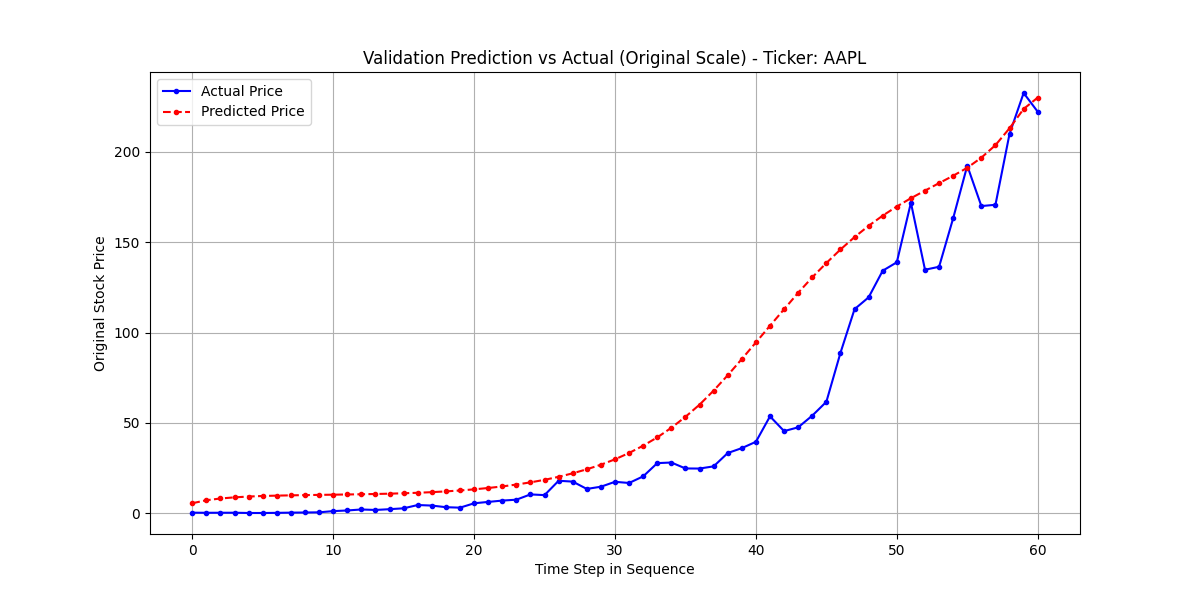 Validation Prediction vs Actual (Original Scale) - Ticker: AAPL
Actual Price
Predicted Price
Original Stock Price
200
150
100
50
0
0 10 20 30 40 50 60
Time Step in Sequence